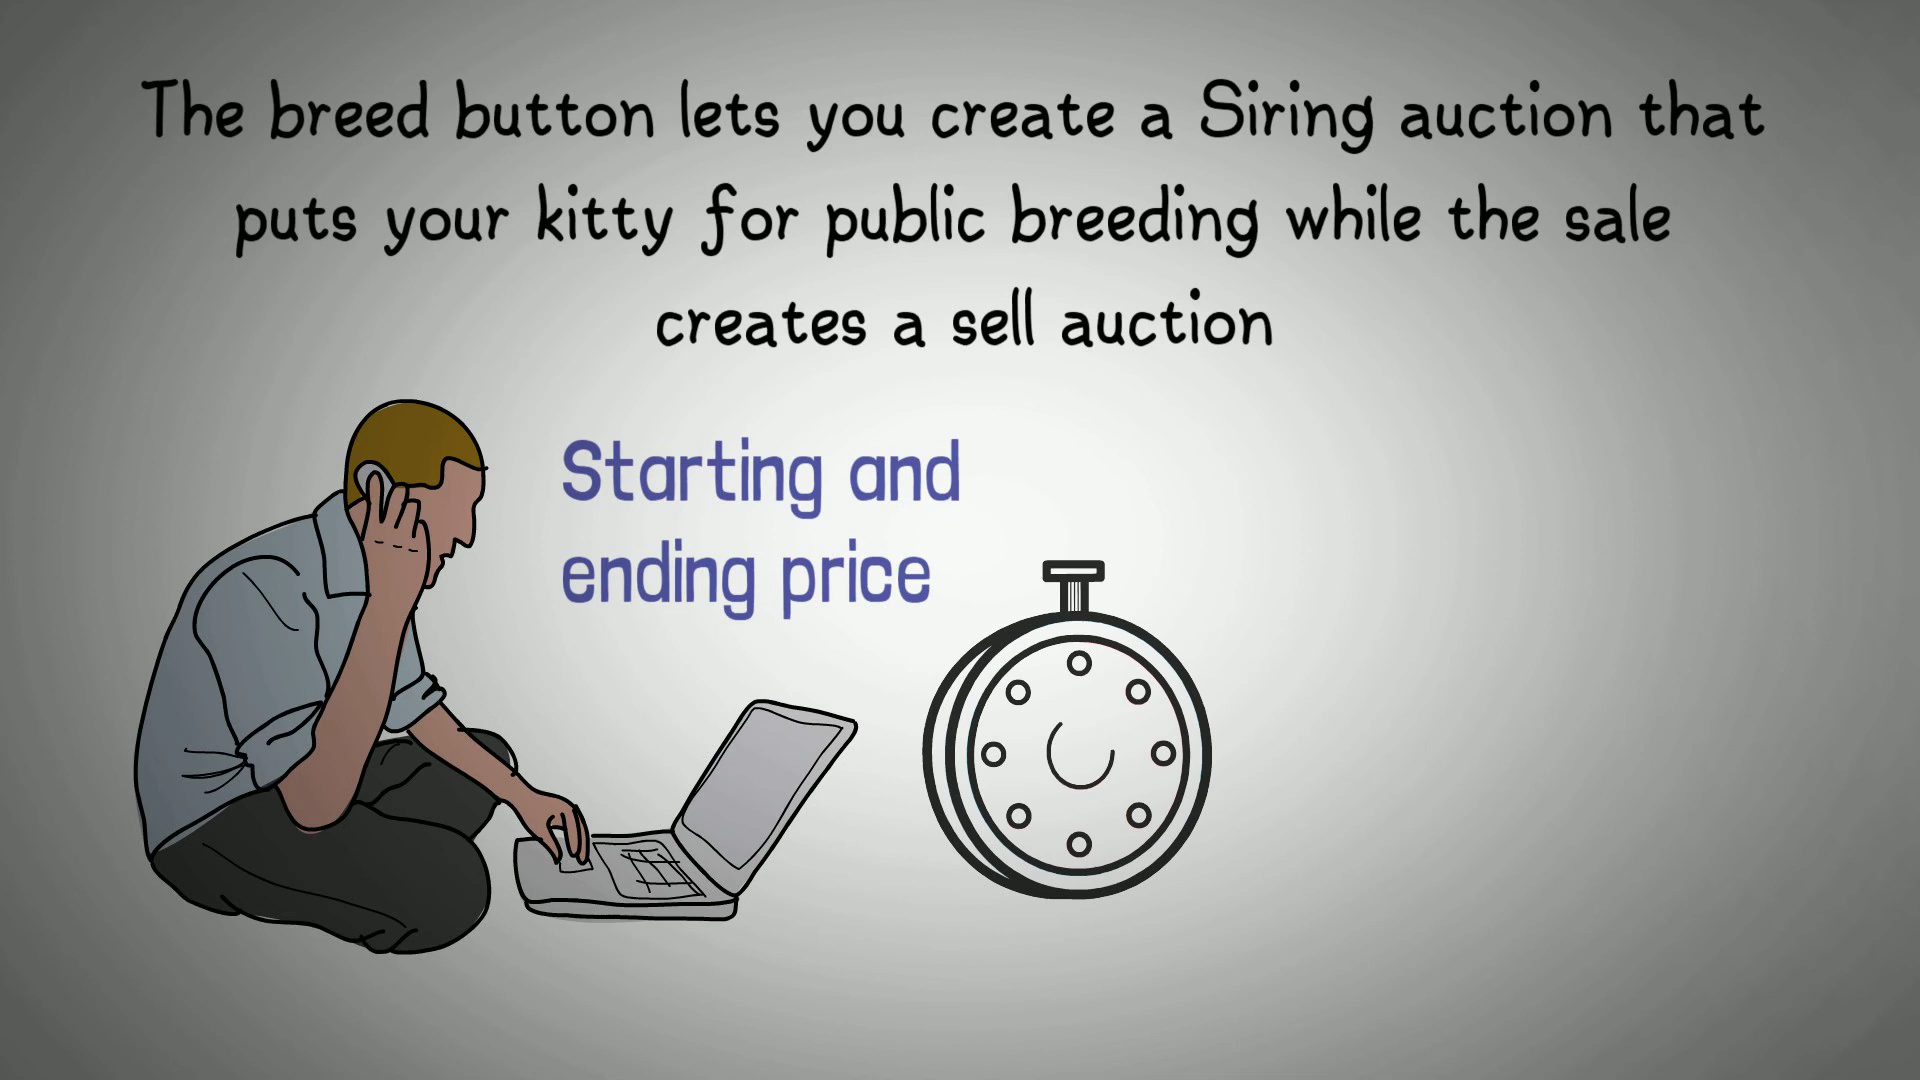 The breed button lets you create a Siring auction that
puts your kitty for public breeding while the sale
creates a sell auction
Starting and
ending price